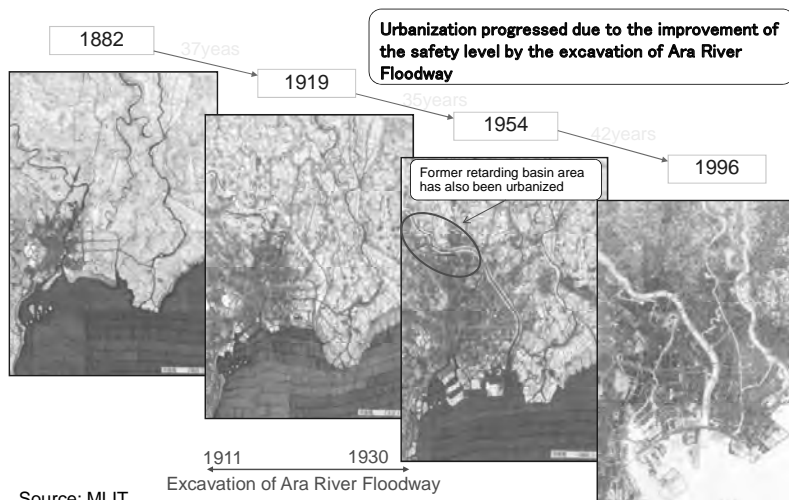 1882
37yeas
1919
35years
1954
42years
1996
Urbanization progressed due to the improvement of
the safety level by the excavation of Ara River
Floodway
Former retarding basin area
has also been urbanized
1911
1930
Excavation of Ara River Floodway
Source: MLIT